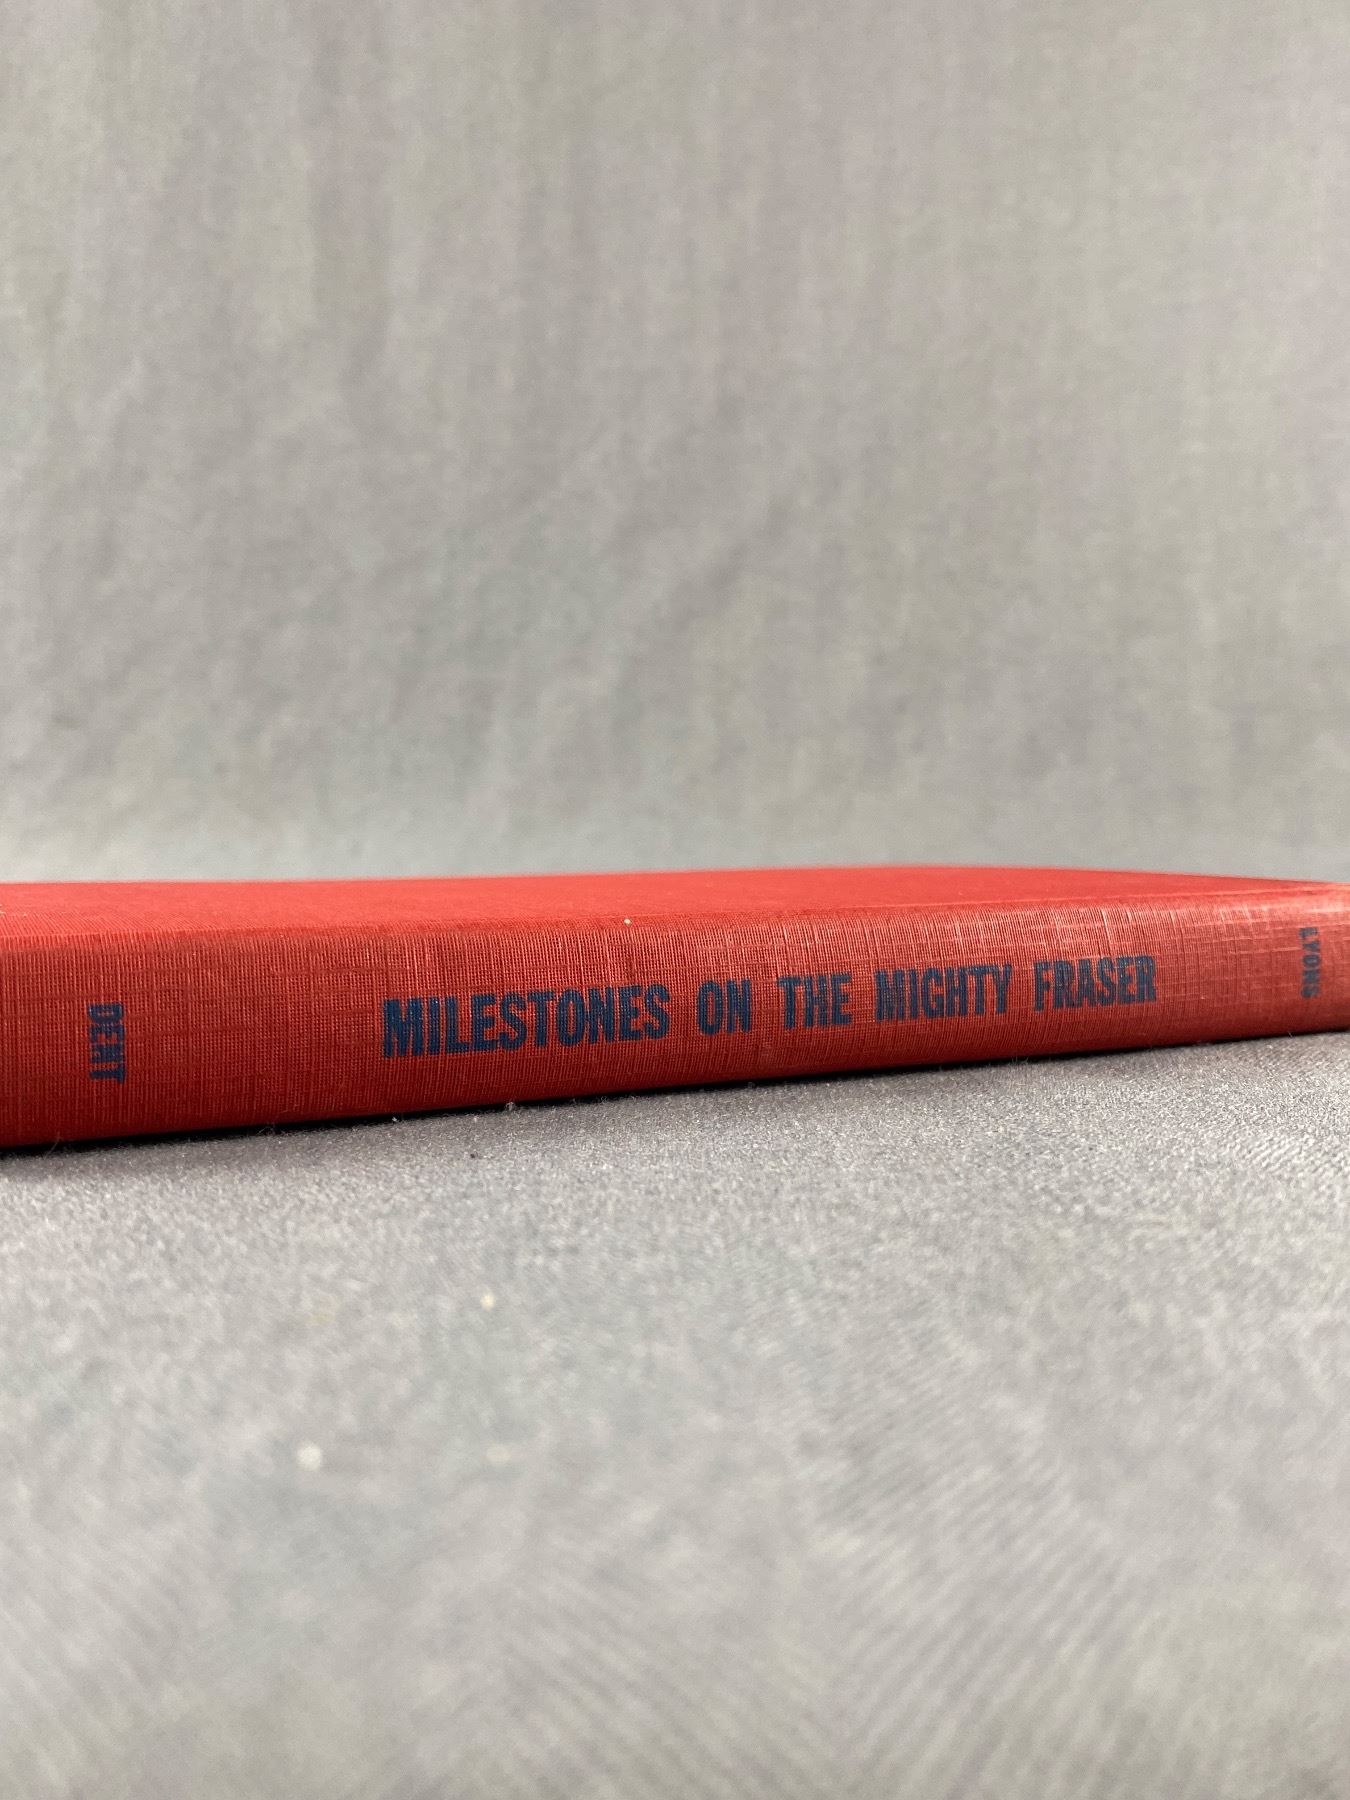 DENT
MILESTONES ON THE MIGHTY FRASER
LYONS